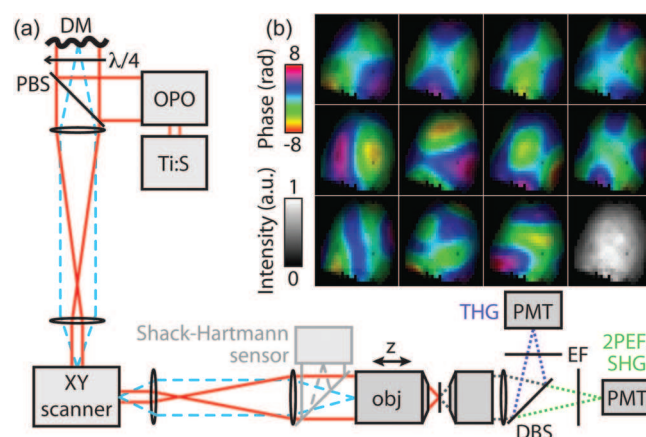 (a)
DM
λ/4
PBS
OPO
Ti:S
(b)
8
Phase (rad)
-8
1
Intensity (a.u.)
0
Shack-Hartmann
sensor
XY
scanner
z
obj
THG
PMT
EF
2PEF
SHG
PMT
DBS